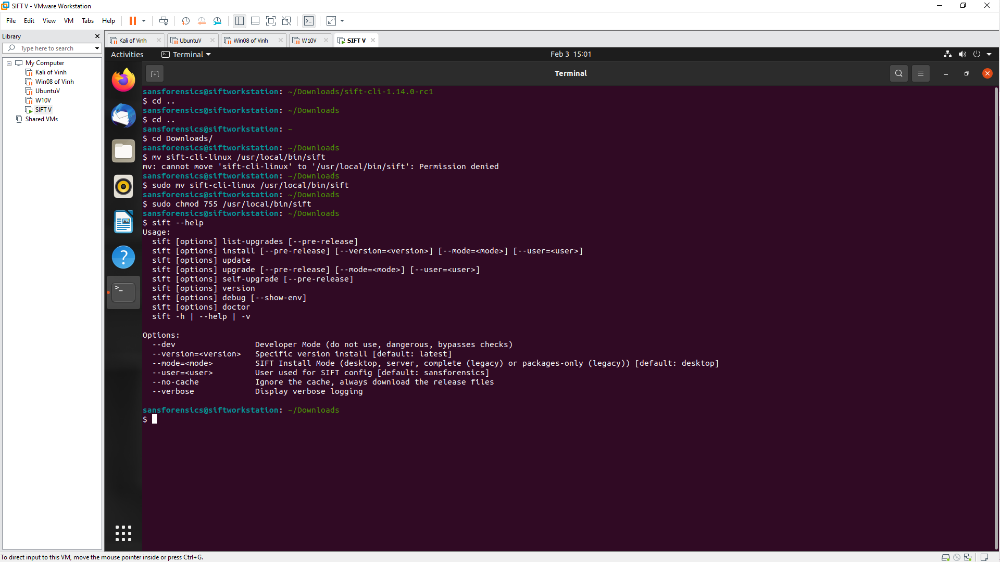 SIFT V - VMware Workstation
File Edit View VM Tabs Help
Library
Type here to search
My Computer
Kali of Vinh
Win08 of Vinh
UbuntuV
W10V
SIFT V
Shared VMs
Kali of Vinh UbuntuV Win08 of Vinh W10V SIFT V
Activities Terminal Feb 3 15:01
Terminal
sansforensics@siftworkstation: ~/Downloads/sift-cli-1.14.0-rc1
$ cd ..
sansforensics@siftworkstation: ~/Downloads
$ cd ..
sansforensics@siftworkstation: ~
$ cd Downloads/
sansforensics@siftworkstation: ~/Downloads
$ mv sift-cli-linux /usr/local/bin/sift
mv: cannot move 'sift-cli-linux' to '/usr/local/bin/sift': Permission denied
sansforensics@siftworkstation: ~/Downloads
$ sudo mv sift-cli-linux /usr/local/bin/sift
sansforensics@siftworkstation: ~/Downloads
$ sudo chmod 755 /usr/local/bin/sift
sansforensics@siftworkstation: ~/Downloads
$ sift --help
Usage:
  sift [options] list-upgrades [--pre-release]
  sift [options] install [--pre-release] [--version=<version>] [--mode=<mode>] [--user=<user>]
  sift [options] update
  sift [options] upgrade [--pre-release] [--mode=<mode>] [--user=<user>]
  sift [options] self-upgrade [--pre-release]
  sift [options] version
  sift [options] debug [--show-env]
  sift [options] doctor
  sift -h | --help | -v
Options:
  --dev                 Developer Mode (do not use, dangerous, bypasses checks)
  --version=<version>   Specific version install [default: latest]
  --mode=<mode>         SIFT Install Mode (desktop, server, complete (legacy) or packages-only (legacy)) [default: desktop]
  --user=<user>         User used for SIFT config [default: sansforensics]
  --no-cache            Ignore the cache, always download the release files
  --verbose             Display verbose logging
sansforensics@siftworkstation: ~/Downloads
$
To direct input to this VM, move the mouse pointer inside or press Ctrl+G.